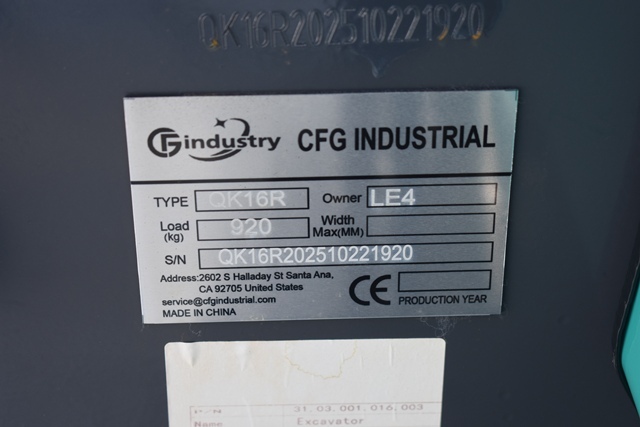 QK16R202510221920
CFG industry CFG INDUSTRIAL
TYPE QK16R Owner LE4
Load (kg) 920 Width Max(MM)
S/N QK16R202510221920
Address:2602 S Halladay St Santa Ana,
CA 92705 United States
service@cfgindustrial.com
MADE IN CHINA
CE PRODUCTION YEAR
P/N 31.03.001.016.003
Name Excavator